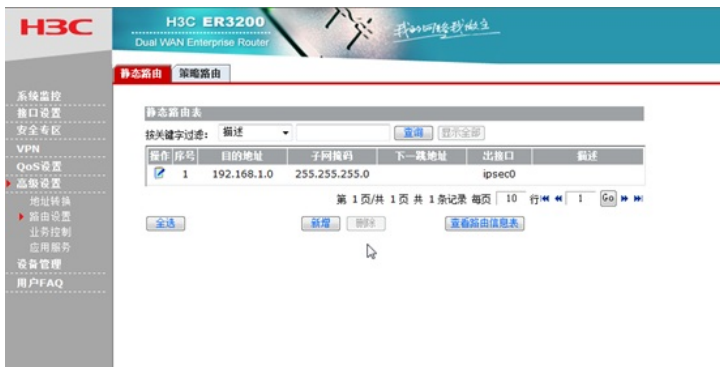 H3C
H3C ER3200
Dual WAN Enterprise Router
我的网络我做主
静态路由 策略路由
系统监控
接口设置
安全专区
VPN
QoS设置
高级设置
地址转换
路由设置
业务控制
应用服务
设备管理
用户FAQ
静态路由表
按关键字过滤: 描述 查询 显示全部
操作 序号 目的地址 子网掩码 下一跳地址 出接口 描述
1 192.168.1.0 255.255.255.0 ipsec0
第 1 页/共 1 页 共 1 条记录 每页 10 行 1 Go
全选 新增 删除 查看路由信息表